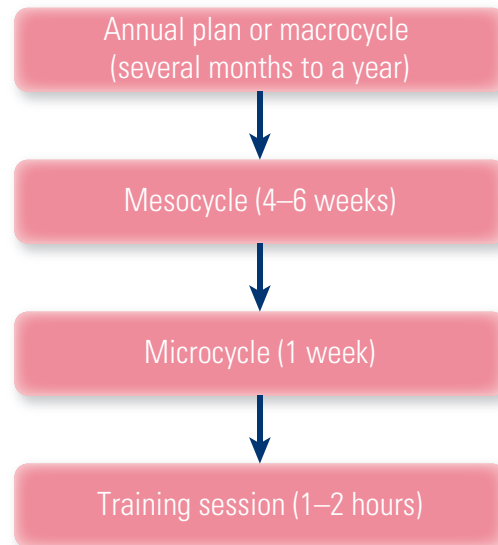 Annual plan or macrocycle
(several months to a year)
Mesocycle (4–6 weeks)
Microcycle (1 week)
Training session (1–2 hours)